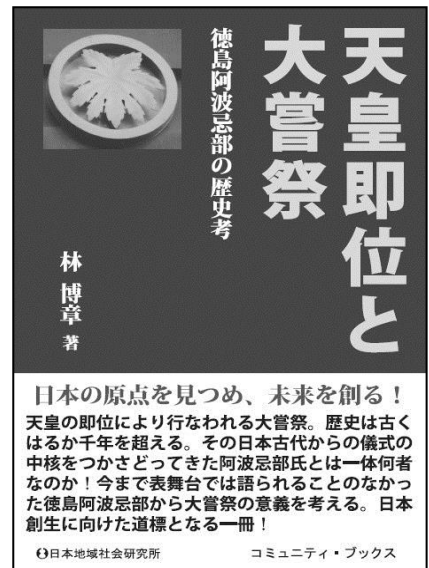 天皇即位と
大嘗祭
徳島阿波忌部の歴史考
林 博章 著
日本の原点を見つめ、未来を創る！
天皇の即位により行なわれる大嘗祭。歴史は古く
はるか千年を超える。その日本古代からの儀式の
中核をつかさどってきた阿波忌部氏とは一体何者
なのか！今まで表舞台では語られることのなかっ
た徳島阿波忌部から大嘗祭の意義を考える。日本
創生に向けた道標となる一冊！
日本地域社会研究所
コミュニティ・ブックス